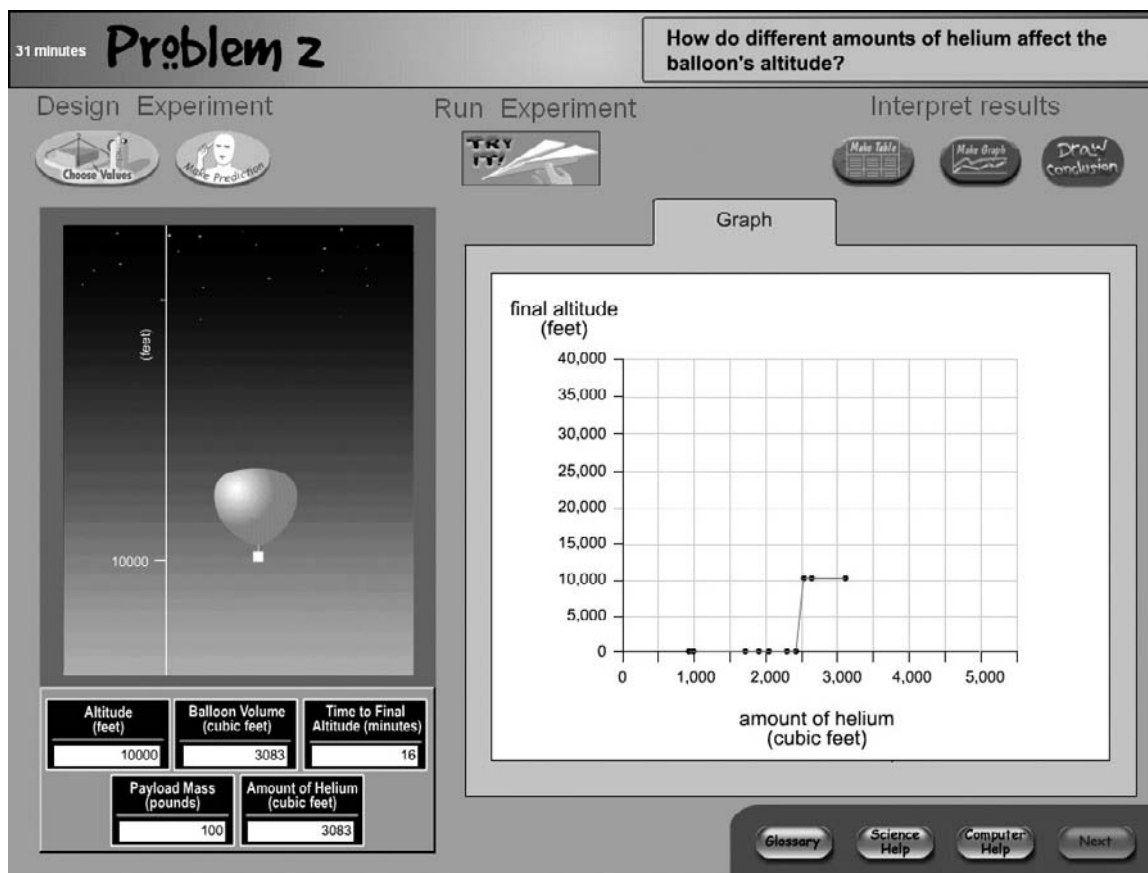 31 minutes
Problem 2
How do different amounts of helium affect the
balloon's altitude?
Design Experiment
Run Experiment
Interpret results
Choose Values
Make Prediction
TRY
IT!
Make Table
Make Graph
Draw
Conclusion
(feet)
10000
Altitude
(feet)
10000
Balloon Volume
(cubic feet)
3083
Time to Final
Altitude (minutes)
16
Payload Mass
(pounds)
100
Amount of Helium
(cubic feet)
3083
Graph
final altitude
(feet)
40,000
35,000
30,000
25,000
20,000
15,000
10,000
5,000
0
0 1,000 2,000 3,000 4,000 5,000
amount of helium
(cubic feet)
Glossary
Science
Help
Computer
Help
Next